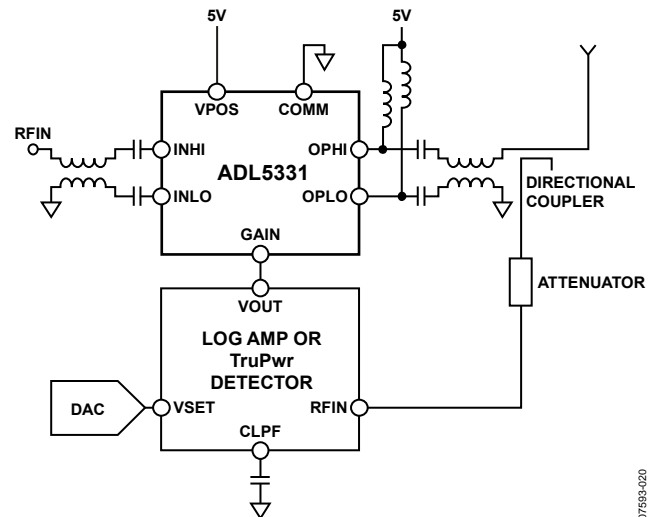 5V
5V
VPOS
COMM
RFIN
INHI
OPHI
ADL5331
INLO
OPLO
DIRECTIONAL
COUPLER
GAIN
ATTENUATOR
VOUT
LOG AMP OR
TruPwr
DETECTOR
DAC
VSET
RFIN
CLPF
07593-020